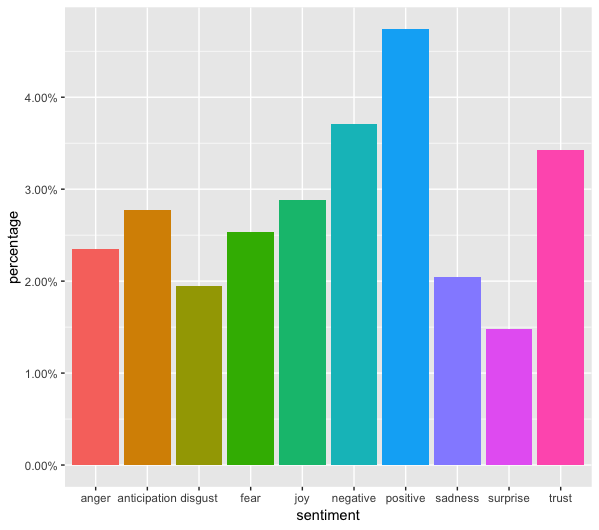 percentage
4.00%
3.00%
2.00%
1.00%
0.00%
anger anticipation disgust fear joy negative positive sadness surprise trust
sentiment